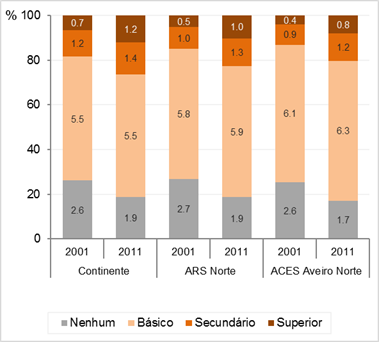 % 100
0.7 1.2 0.5 1.0 0.4 0.8
1.2 1.4 1.0 1.3 0.9 1.2
80
60
5.5 5.5 5.8 5.9 6.1 6.3
40
20
2.6 1.9 2.7 1.9 2.6 1.7
0
2001 2011 2001 2011 2001 2011
Continente ARS Norte ACES Aveiro Norte
Nenhum Básico Secundário Superior